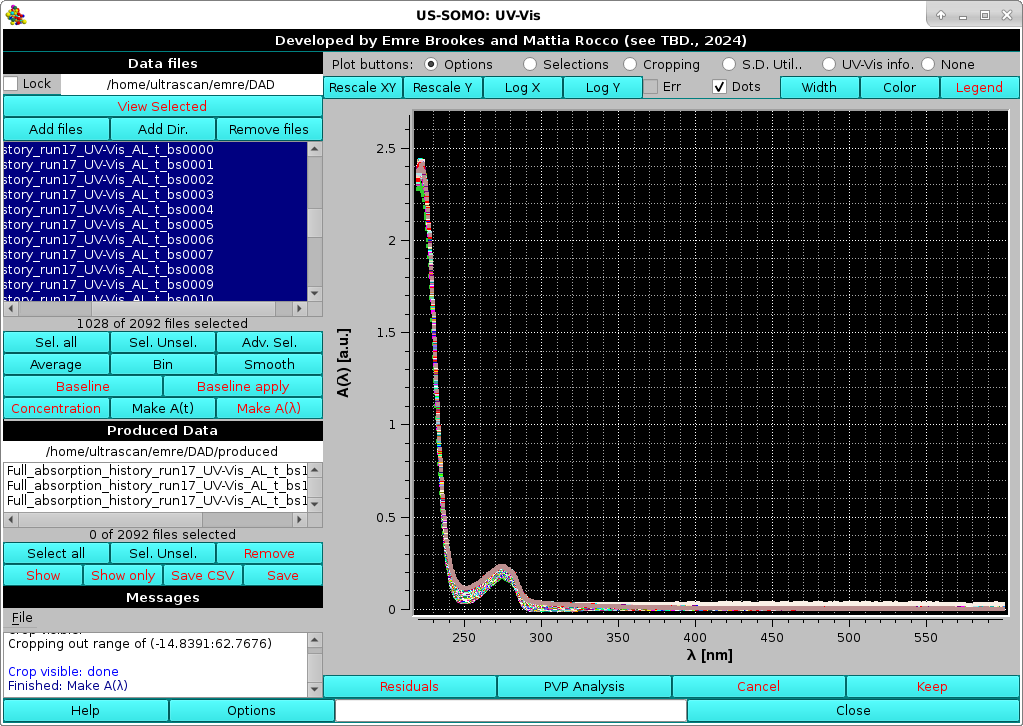 US-SOMO: UV-Vis
Developed by Emre Brookes and Mattia Rocco (see TBD., 2024)
Data files
Lock /home/ultrascan/emre/DAD
View Selected
Add files Add Dir. Remove files
story_run17_UV-Vis_AL_t_bs0000
story_run17_UV-Vis_AL_t_bs0001
story_run17_UV-Vis_AL_t_bs0002
story_run17_UV-Vis_AL_t_bs0003
story_run17_UV-Vis_AL_t_bs0004
story_run17_UV-Vis_AL_t_bs0005
story_run17_UV-Vis_AL_t_bs0006
story_run17_UV-Vis_AL_t_bs0007
story_run17_UV-Vis_AL_t_bs0008
story_run17_UV-Vis_AL_t_bs0009
story_run17_UV-Vis_AL_t_bs0010
1028 of 2092 files selected
Sel. all Sel. Unsel. Adv. Sel.
Average Bin Smooth
Baseline Baseline apply
Concentration Make A(t) Make A(λ)
Produced Data
/home/ultrascan/emre/DAD/produced
Full_absorption_history_run17_UV-Vis_AL_t_bs1
Full_absorption_history_run17_UV-Vis_AL_t_bs1
Full_absorption_history_run17_UV-Vis_AL_t_bs1
0 of 2092 files selected
Select all Sel. Unsel. Remove
Show Show only Save CSV Save
Messages
File
Crop visible:
Cropping out range of (-14.8391:62.7676)
Crop visible: done
Finished: Make A(λ)
Help Options Close
Plot buttons: Options Selections Cropping S.D. Util.. UV-Vis info. None
Rescale XY Rescale Y Log X Log Y Err Dots Width Color Legend
A(λ) [a.u.]
2.5
2
1.5
1
0.5
0
250 300 350 400 450 500 550
λ [nm]
Residuals PVP Analysis Cancel Keep